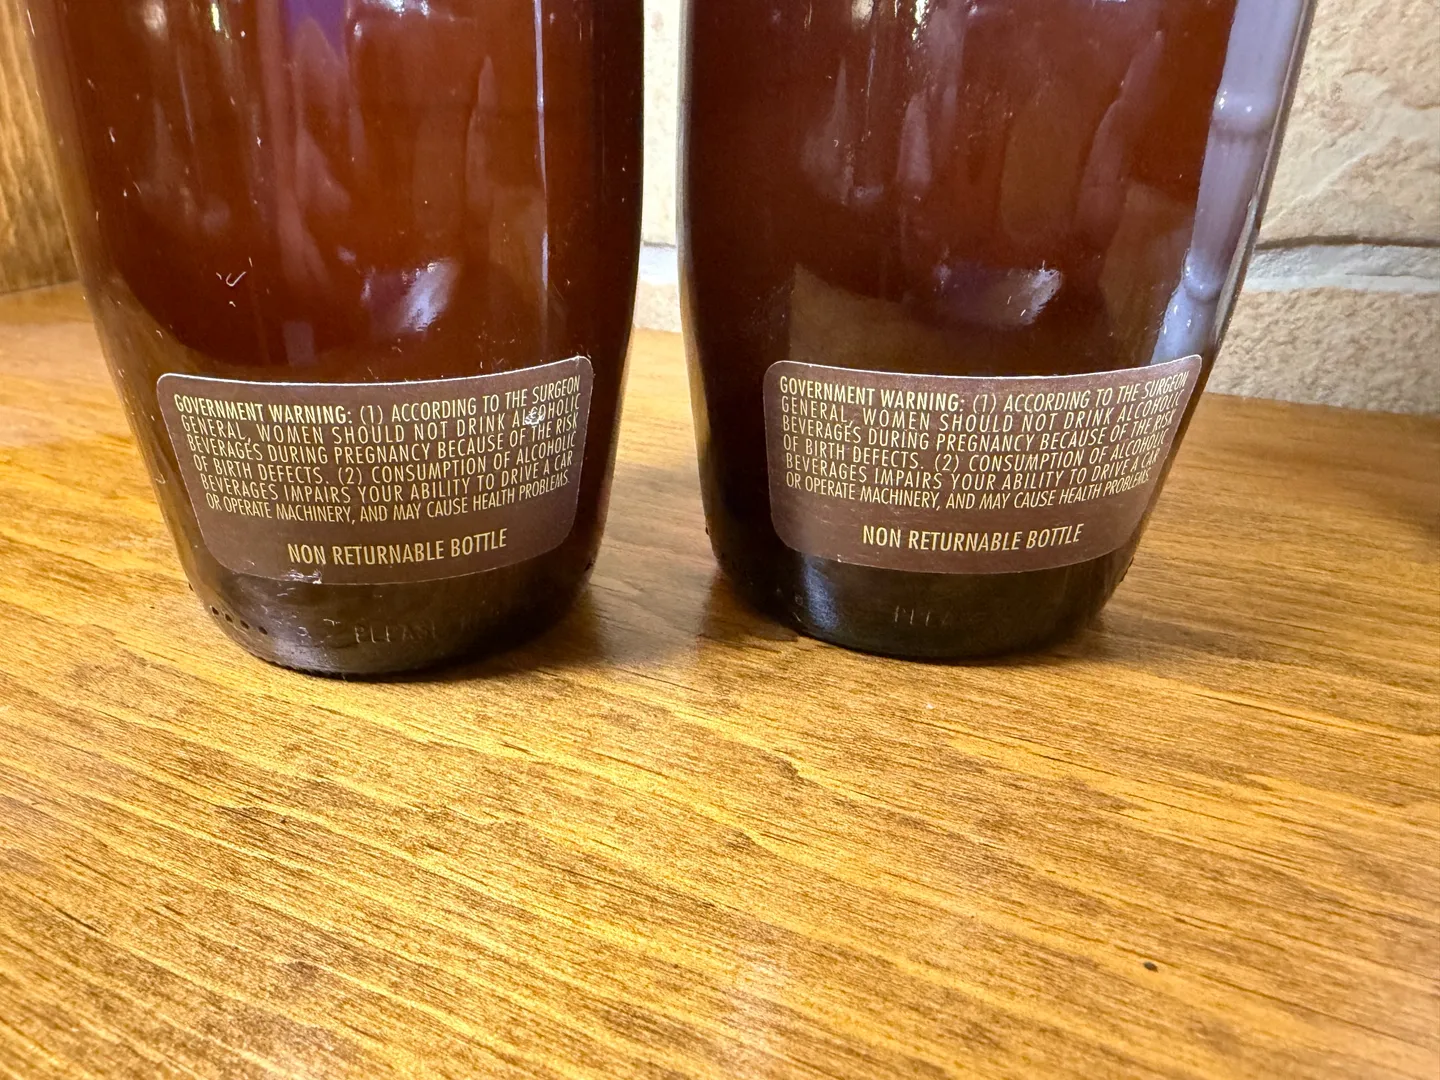 GOVERNMENT WARNING: (1) ACCORDING TO THE SURGEON
GENERAL, WOMEN SHOULD NOT DRINK ALCOHOLIC
BEVERAGES DURING PREGNANCY BECAUSE OF THE RISK
OF BIRTH DEFECTS. (2) CONSUMPTION OF ALCOHOLIC
BEVERAGES IMPAIRS YOUR ABILITY TO DRIVE A CAR
OR OPERATE MACHINERY, AND MAY CAUSE HEALTH PROBLEMS.
NON RETURNABLE BOTTLE
PLEASE
GOVERNMENT WARNING: (1) ACCORDING TO THE SURGEON
GENERAL, WOMEN SHOULD NOT DRINK ALCOHOLIC
BEVERAGES DURING PREGNANCY BECAUSE OF THE RISK
OF BIRTH DEFECTS. (2) CONSUMPTION OF ALCOHOLIC
BEVERAGES IMPAIRS YOUR ABILITY TO DRIVE A CAR
OR OPERATE MACHINERY, AND MAY CAUSE HEALTH PROBLEMS.
NON RETURNABLE BOTTLE